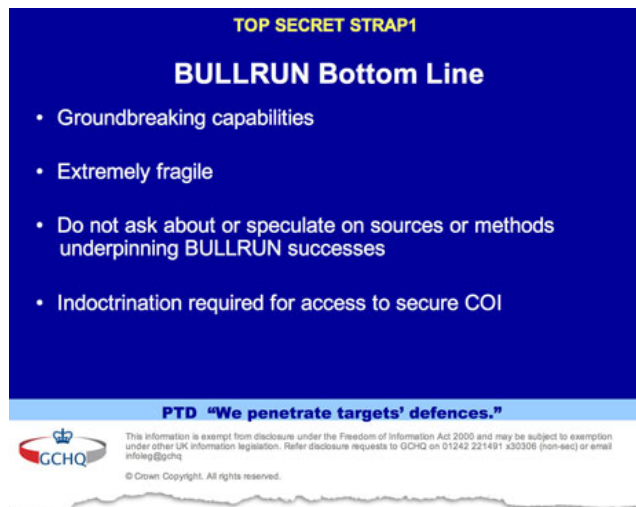 TOP SECRET STRAP1
BULLRUN Bottom Line
• Groundbreaking capabilities
• Extremely fragile
• Do not ask about or speculate on sources or methods
underpinning BULLRUN successes
• Indoctrination required for access to secure COI
PTD “We penetrate targets’ defences.”
GCHQ
This information is exempt from disclosure under the Freedom of Information Act 2000 and may be subject to exemption
under other UK information legislation. Refer disclosure requests to GCHQ on 01242 221491 x30306 (non-sec) or email
infoleg@gchq
© Crown Copyright. All rights reserved.